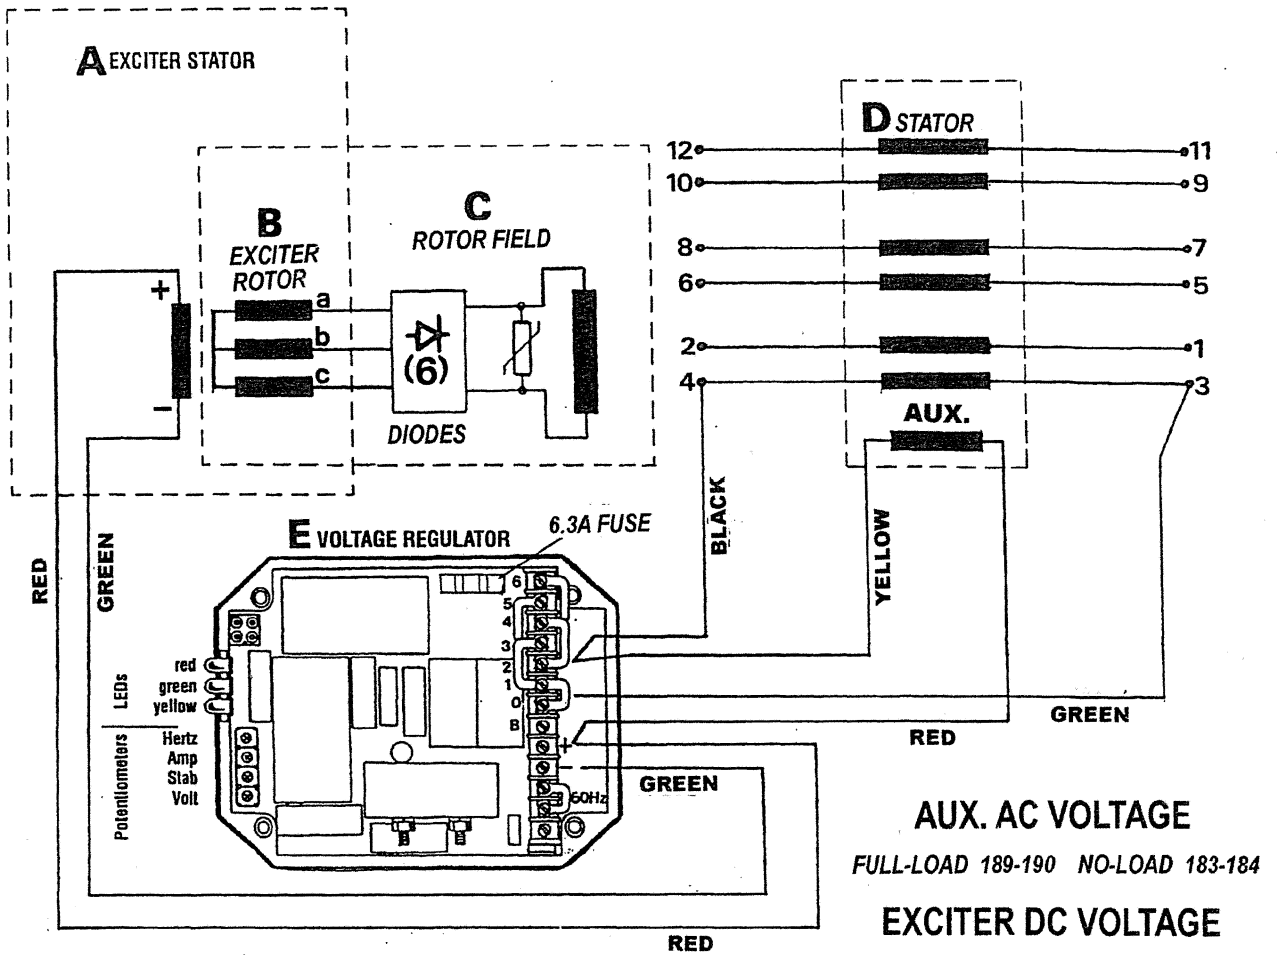 A EXCITER STATOR
D STATOR
12
11
10
9
B
EXCITER
ROTOR
C
ROTOR FIELD
8
7
6
5
+
a
b
c
(6)
2
1
4
3
−
DIODES
AUX.
E VOLTAGE REGULATOR
6.3A FUSE
RED
GREEN
BLACK
YELLOW
6
5
4
3
2
1
0
B
+
−
60Hz
LEDs
red
green
yellow
Potentiometers
Hertz
Amp
Stab
Volt
GREEN
RED
GREEN
RED
AUX. AC VOLTAGE
FULL-LOAD 189-190 NO-LOAD 183-184
EXCITER DC VOLTAGE